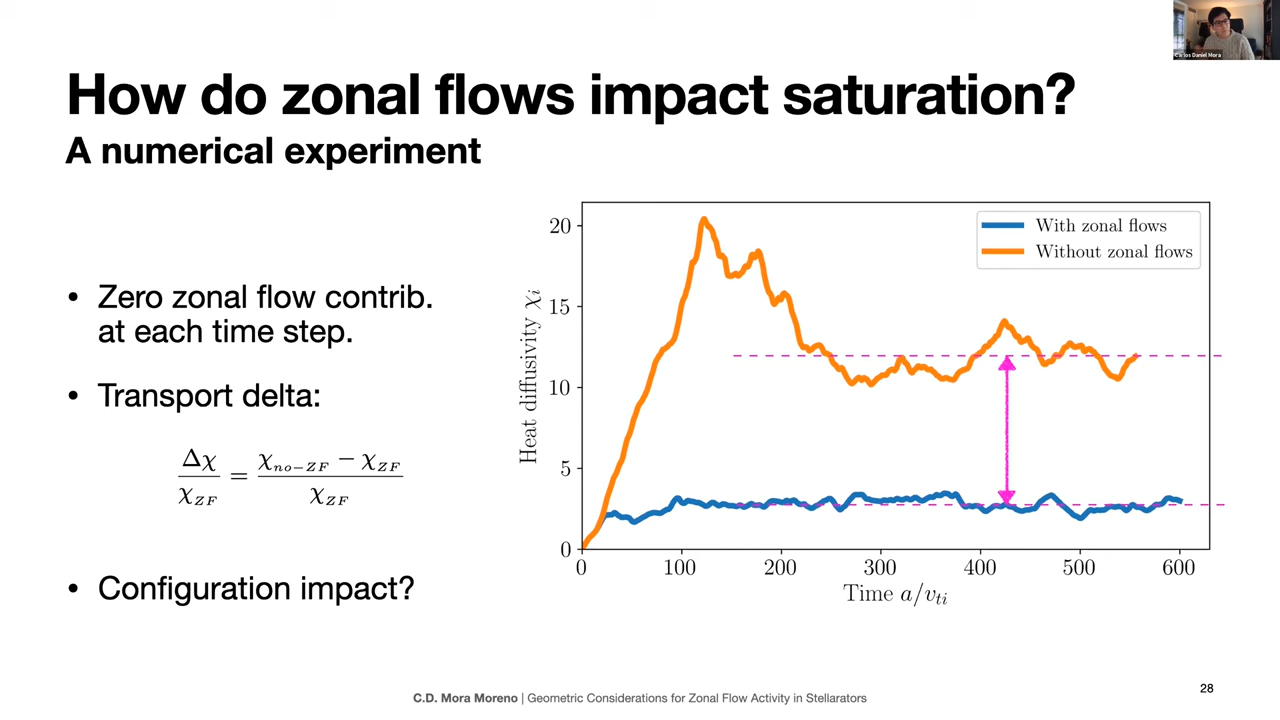 Carlos Daniel Mora
How do zonal flows impact saturation?
A numerical experiment
• Zero zonal flow contrib.
at each time step.
• Transport delta:
Δχ/χ_ZF = (χ_no−ZF − χ_ZF)/χ_ZF
• Configuration impact?
With zonal flows
Without zonal flows
Heat diffusivity χ_i
20
15
10
5
0
0 100 200 300 400 500 600
Time a/v_ti
C.D. Mora Moreno | Geometric Considerations for Zonal Flow Activity in Stellarators
28